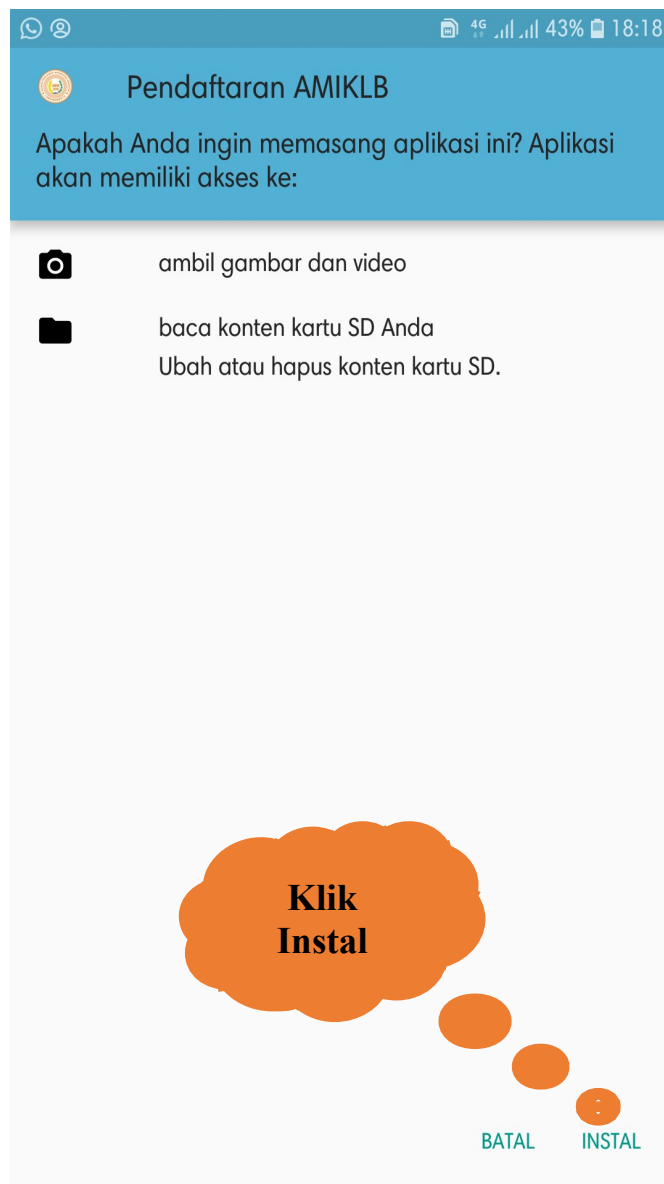 4G 43% 18:18
Pendaftaran AMIKLB
Apakah Anda ingin memasang aplikasi ini? Aplikasi
akan memiliki akses ke:
ambil gambar dan video
baca konten kartu SD Anda
Ubah atau hapus konten kartu SD.
Klik
Instal
BATAL INSTAL